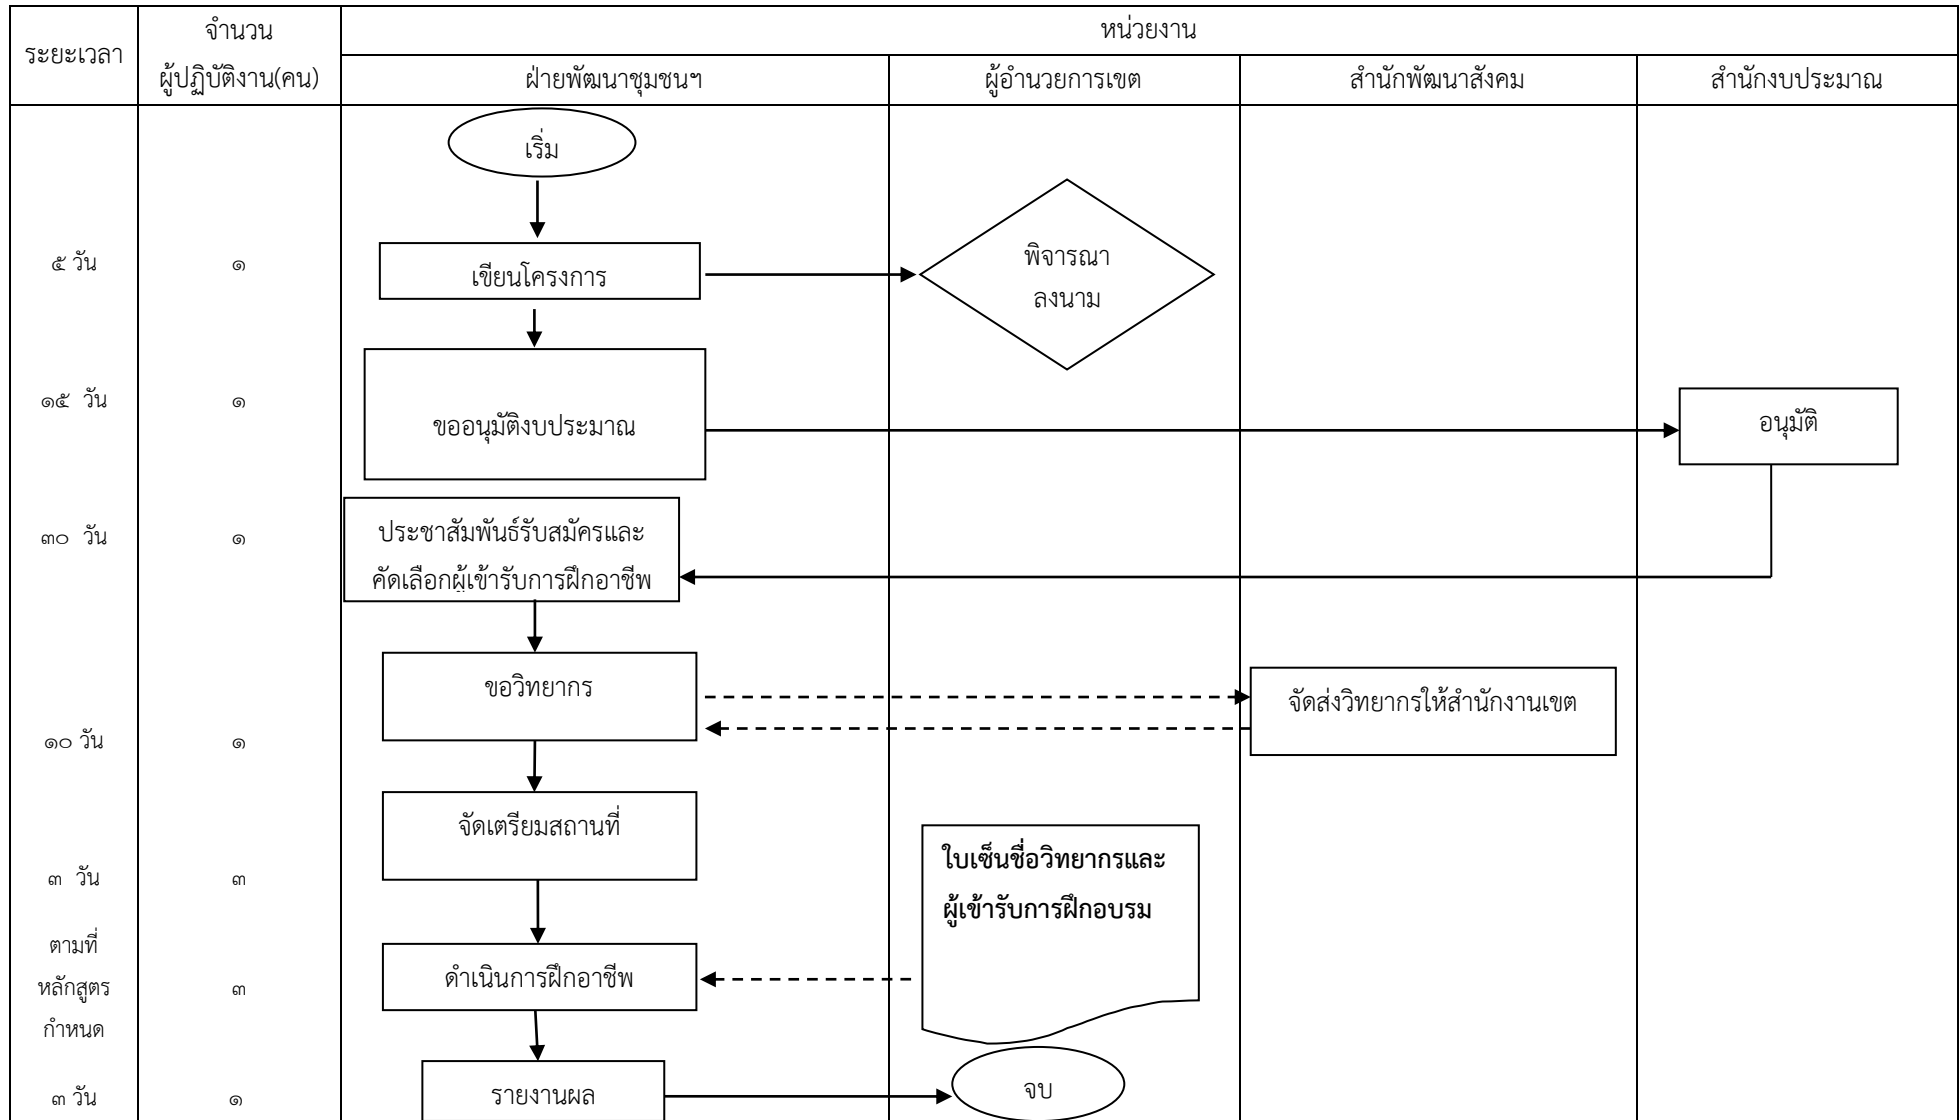 ระยะเวลา
จำนวน
ผู้ปฏิบัติงาน(คน)
หน่วยงาน
ฝ่ายพัฒนาชุมชนฯ
ผู้อำนวยการเขต
สำนักพัฒนาสังคม
สำนักงบประมาณ
เริ่ม
๕ วัน
๑
เขียนโครงการ
พิจารณา
ลงนาม
๑๕ วัน
๑
ขออนุมัติงบประมาณ
อนุมัติ
๓๐ วัน
๑
ประชาสัมพันธ์รับสมัครและ
คัดเลือกผู้เข้ารับการฝึกอาชีพ
ขอวิทยากร
จัดส่งวิทยากรให้สำนักงานเขต
๑๐ วัน
๑
จัดเตรียมสถานที่
ใบเซ็นชื่อวิทยากรและ
ผู้เข้ารับการฝึกอบรม
๓ วัน
๓
ตามที่
หลักสูตร
กำหนด
๓
ดำเนินการฝึกอาชีพ
๓ วัน
๑
รายงานผล
จบ